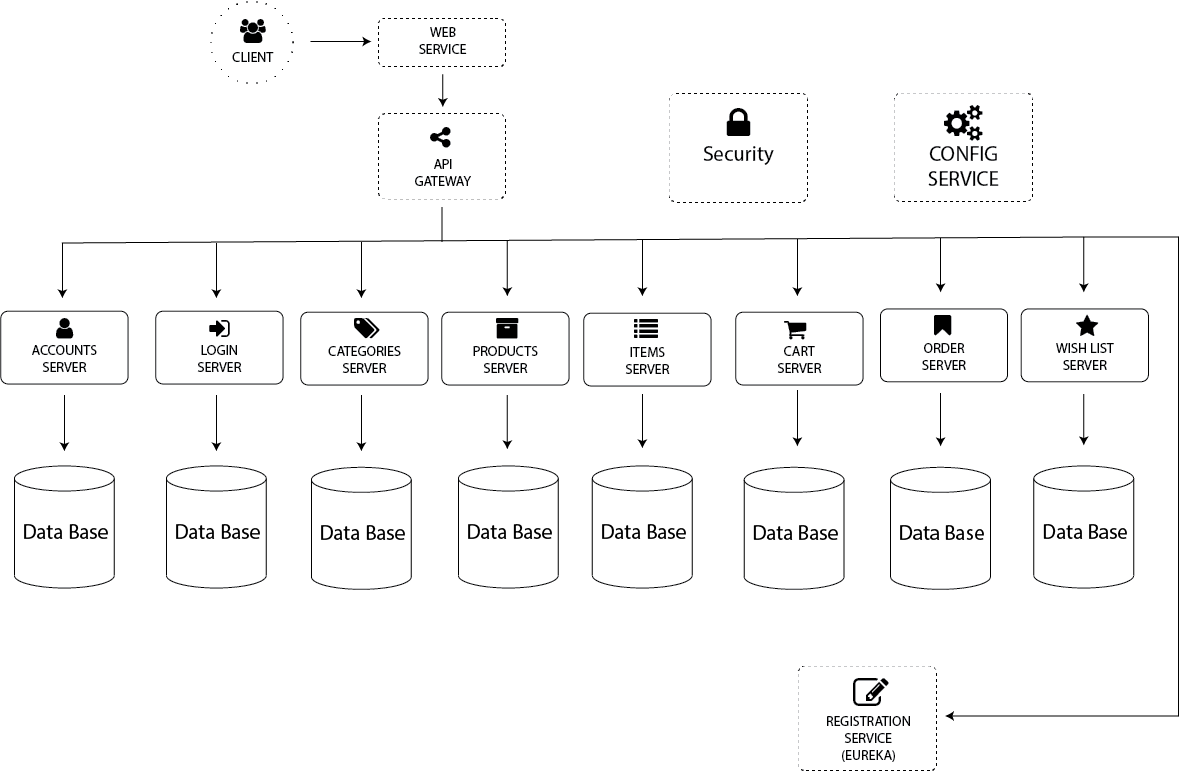 CLIENT
WEB
SERVICE
API
GATEWAY
Security
CONFIG
SERVICE
ACCOUNTS
SERVER
LOGIN
SERVER
CATEGORIES
SERVER
PRODUCTS
SERVER
ITEMS
SERVER
CART
SERVER
ORDER
SERVER
WISH LIST
SERVER
Data Base
Data Base
Data Base
Data Base
Data Base
Data Base
Data Base
Data Base
REGISTRATION
SERVICE
(EUREKA)